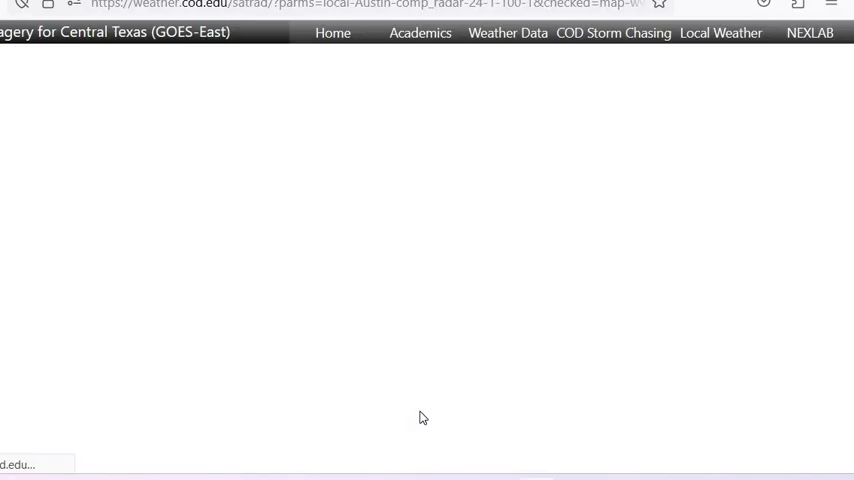 https://weather.cod.edu/satrad/?parms=local-Austin-comp_radar-24-1-100-1&checked=map-w
agery for Central Texas (GOES-East) Home Academics Weather Data COD Storm Chasing Local Weather NEXLAB
d.edu...